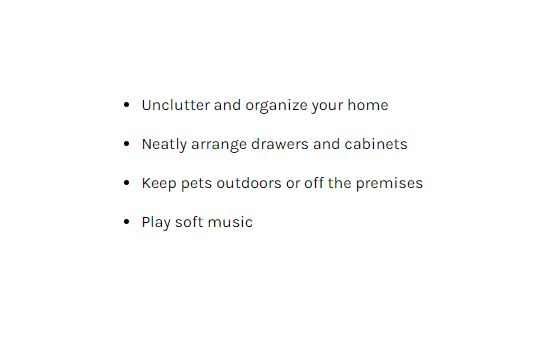 • Unclutter and organize your home
• Neatly arrange drawers and cabinets
• Keep pets outdoors or off the premises
• Play soft music